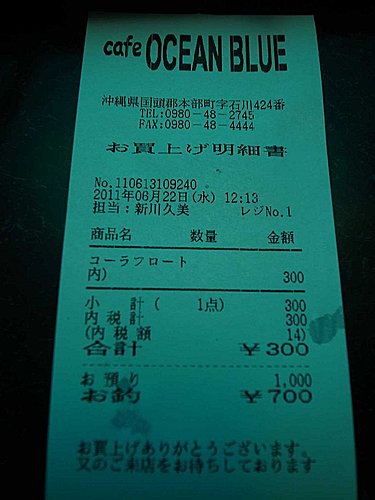 cafe OCEAN BLUE
沖縄県国頭郡本部町字石川424番
TEL:0980-48-2745
FAX:0980-48-4444
お買上げ明細書
No.110613109240
2011年06月22日(水) 12:13
担当:新川久美 レジNo.1
商品名 数量 金額
コーラフロート
内) 300
小 計( 1点) 300
内税計 300
(内税額 14)
合計 ￥300
お預り 1,000
お釣 ￥700
お買上げありがとうございます。
又のご来店をお待ちしております